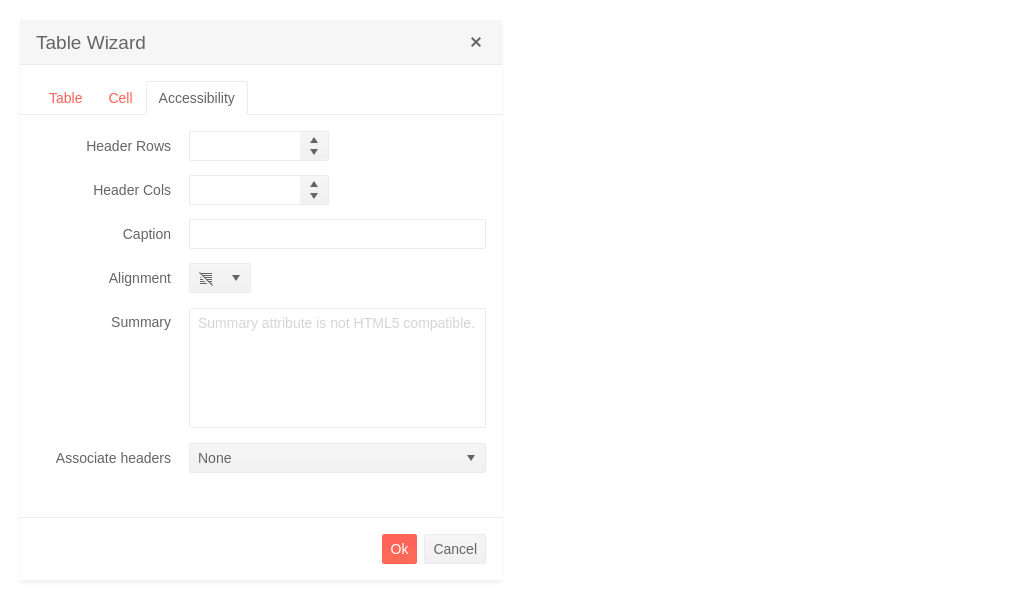 Table Wizard
Table Cell Accessibility
Header Rows
Header Cols
Caption
Alignment
Summary Summary attribute is not HTML5 compatible.
Associate headers None
Ok Cancel